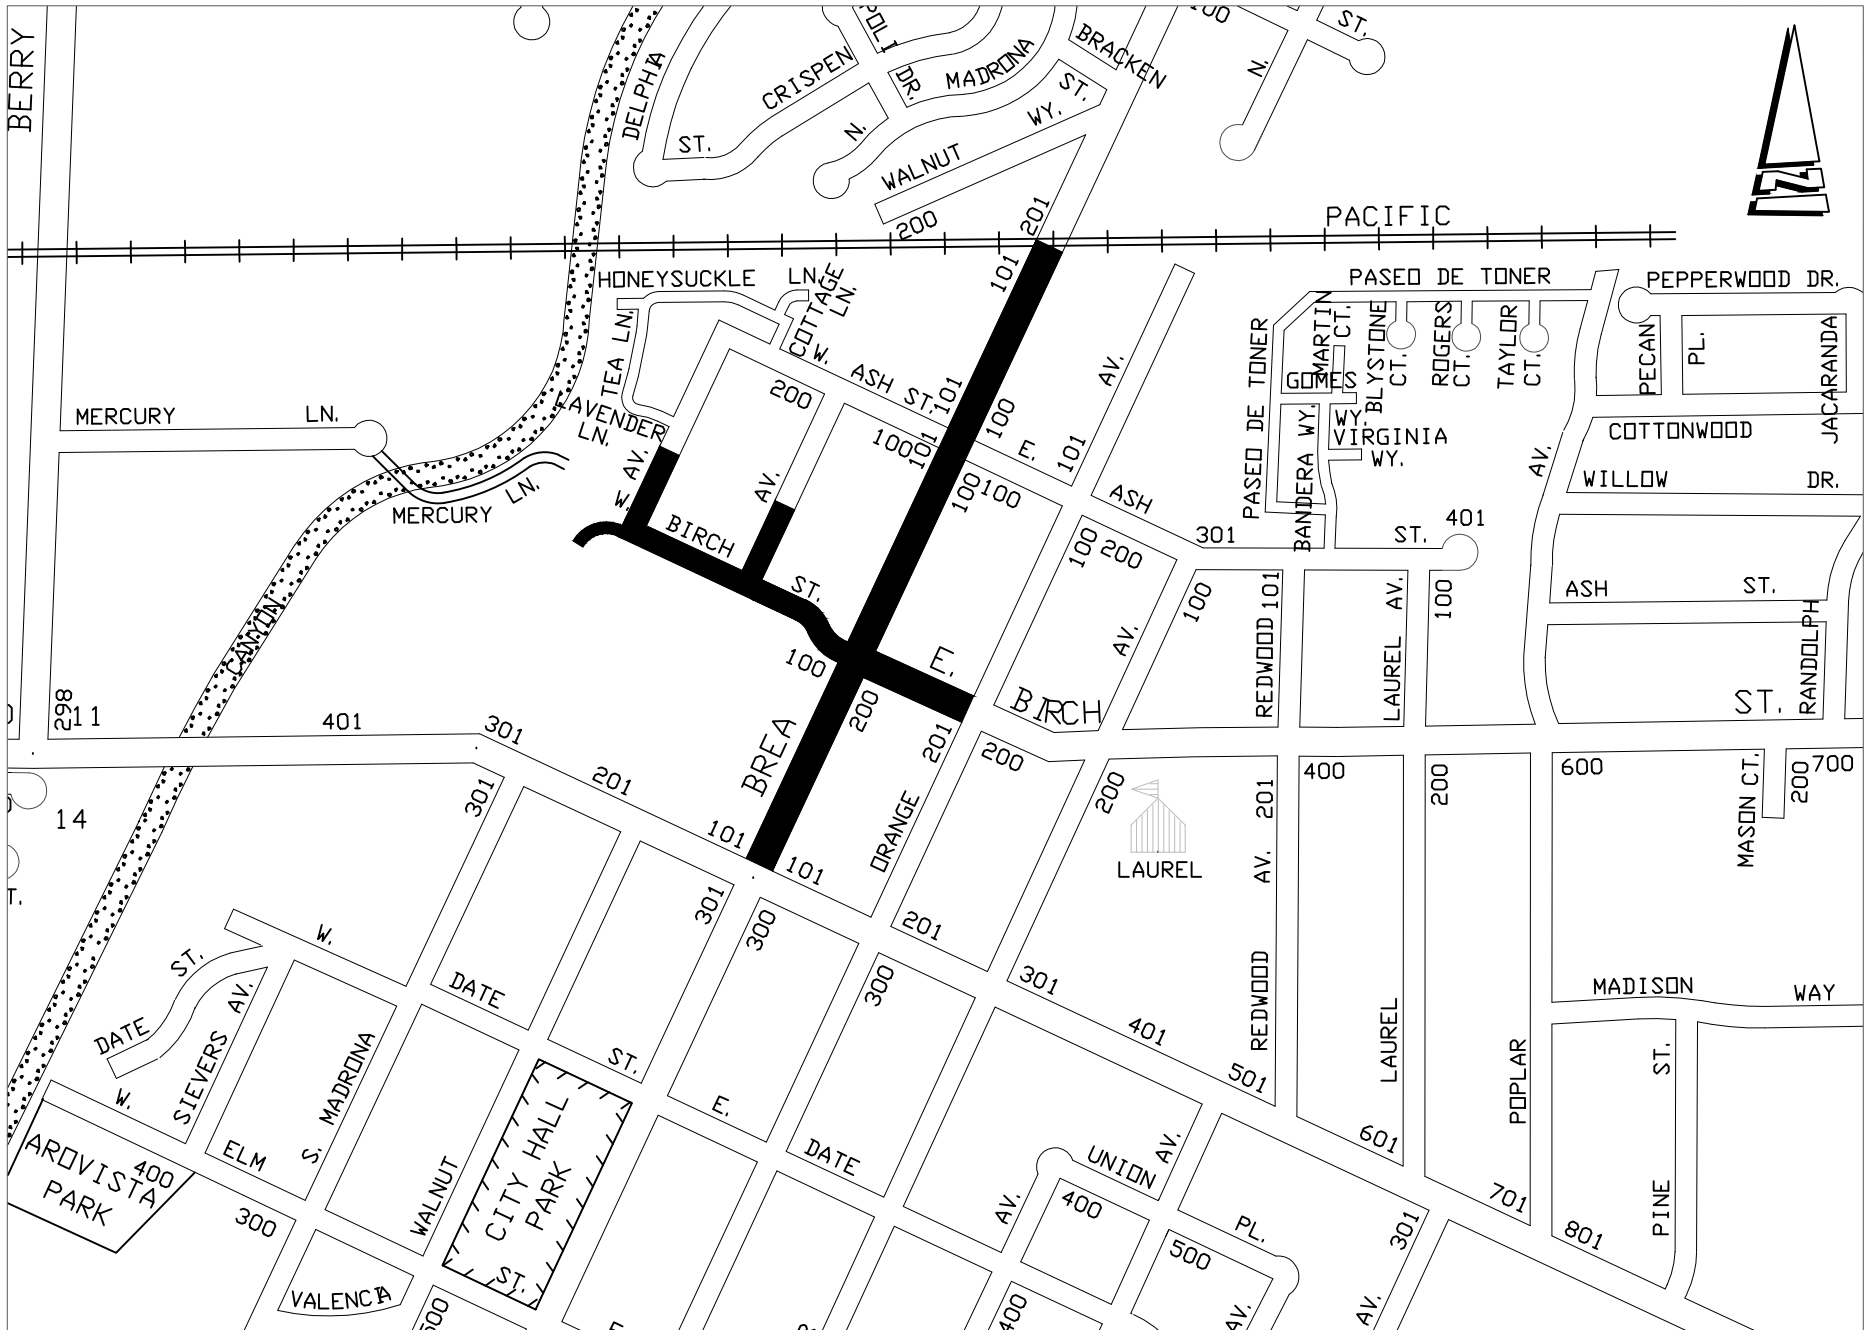 BERRY
DELPHIA
CRISPEN
ST.
POLI
DR.
N.
MADRONA
ST.
BRACKEN
WY.
WALNUT
200
100
ST.
N.
N
PACIFIC
201
101
HONEYSUCKLE LN.
COTTAGE LN.
TEA LN.
LAVENDER LN.
W. ASH ST.
200
100
101
101
100
E. ASH
101
AV.
AV.
AV.
W. BIRCH ST.
MERCURY LN.
MERCURY LN.
CANYON
PASEO DE TONER
PASEO DE TONER
MARTIN CT.
BLYSTONE CT.
ROGERS CT.
TAYLOR CT.
GOMES WY.
VIRGINIA WY.
BANDERA WY.
PEPPERWOOD DR.
PECAN PL.
JACARANDA
COTTONWOOD
WILLOW DR.
AV.
ASH ST.
RANDOLPH
301
ST.
401
100
100
100
200
100
AV.
REDWOOD 101
LAUREL AV.
100
E.
BIRCH
ST.
100
200
BREA
201
ORANGE
200
200
LAUREL
REDWOOD AV. 201
400
LAUREL
200
POPLAR
600
MASON CT.
200
700
298
11
14
T.
401
301
201
301
101
101
301
300
201
300
301
401
501
601
701
801
MADISON WAY
PINE ST.
W. DATE ST.
DATE ST.
SIEVERS AV.
S. MADRONA
W. ELM ST.
400
300
AROVISTA
PARK
WALNUT
CITY HALL
PARK
VALENCIA
E. DATE
UNION PL.
AV.
AV.
400
500
400
301
AV.
AV.